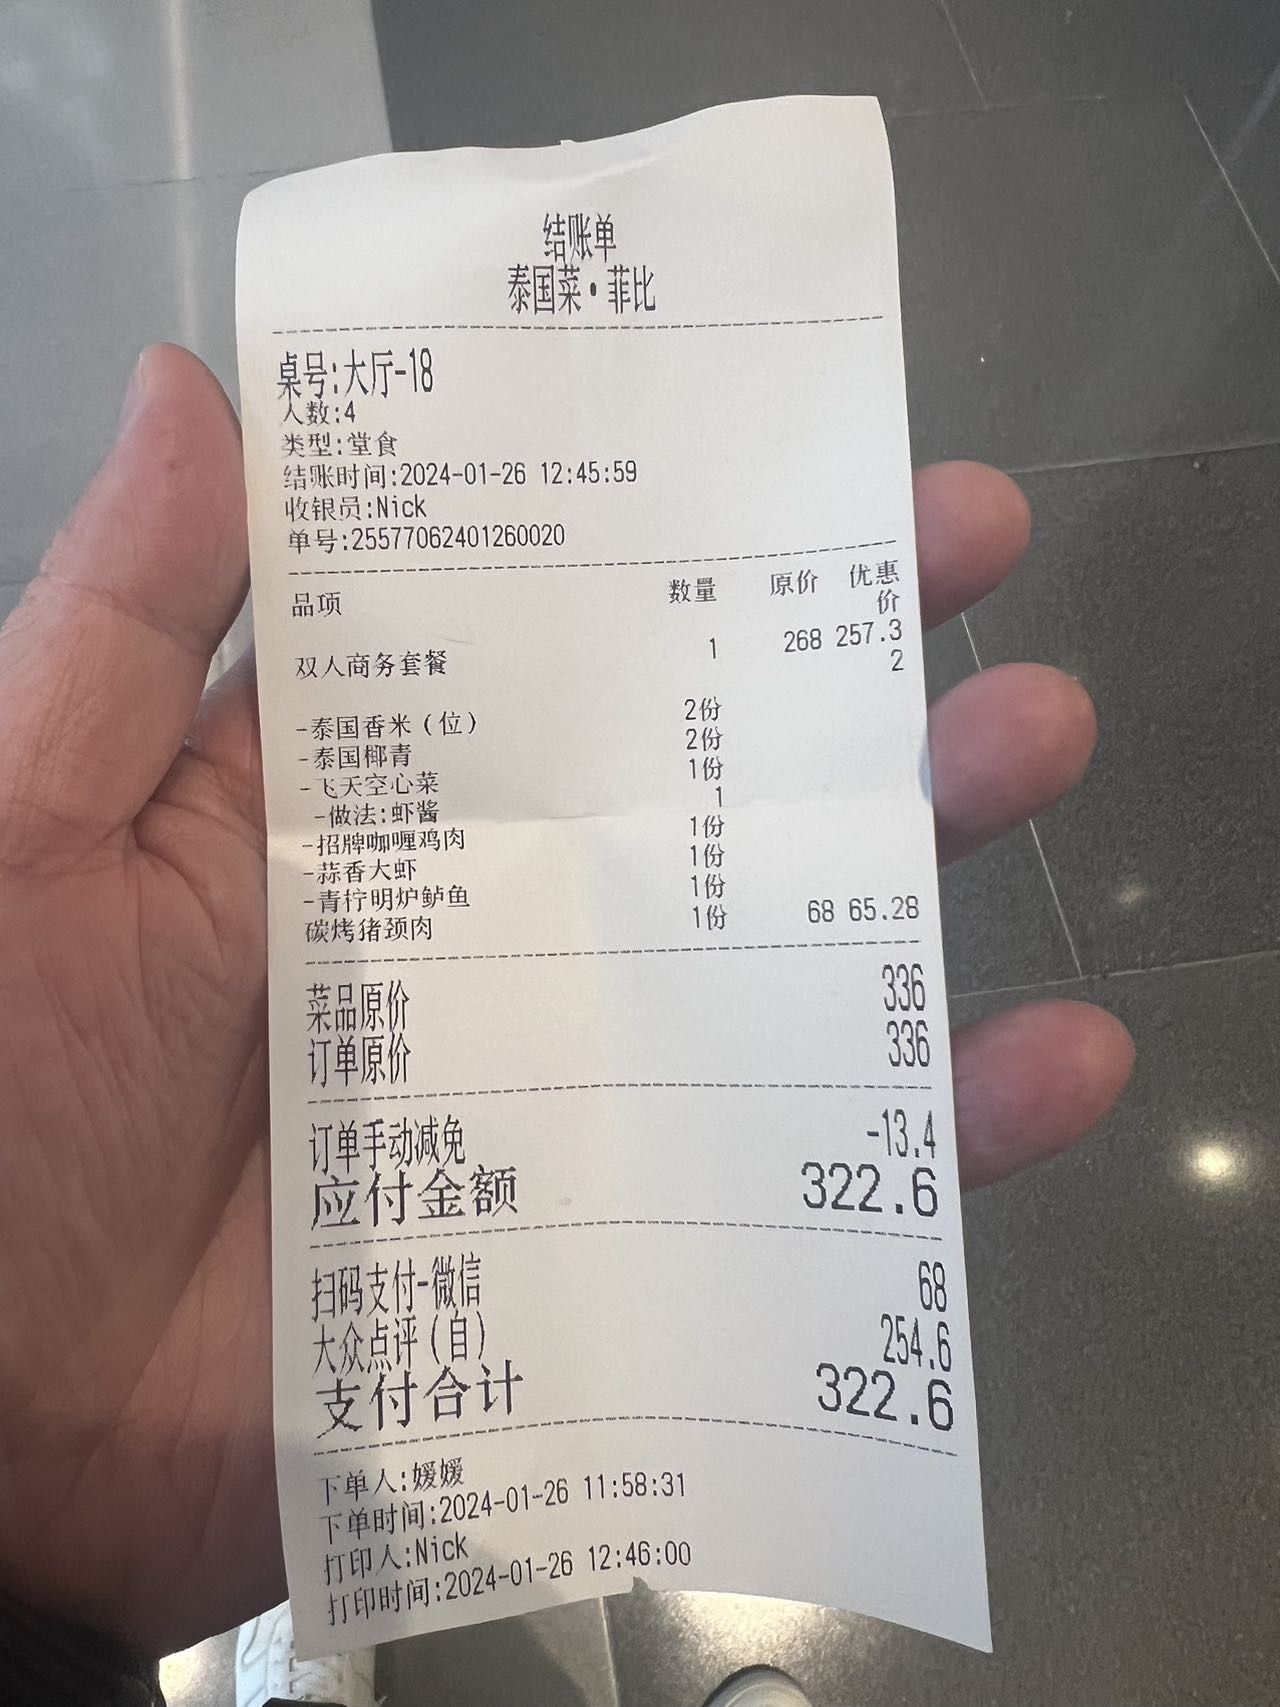 结账单
泰国菜•菲比
桌号:大厅-18
人数:4
类型:堂食
结账时间:2024-01-26 12:45:59
收银员:Nick
单号:25577062401260020
品项 数量 原价 优惠价
双人商务套餐 1 268 257.32
-泰国香米(位) 2份
-泰国椰青 2份
-飞天空心菜 1份
-做法:虾酱 1
-招牌咖喱鸡肉 1份
-蒜香大虾 1份
-青柠明炉鲈鱼 1份
碳烤猪颈肉 1份 68 65.28
菜品原价 336
订单原价 336
订单手动减免 -13.4
应付金额 322.6
扫码支付-微信 68
大众点评(自) 254.6
支付合计 322.6
下单人:媛媛
下单时间:2024-01-26 11:58:31
打印人:Nick
打印时间:2024-01-26 12:46:00